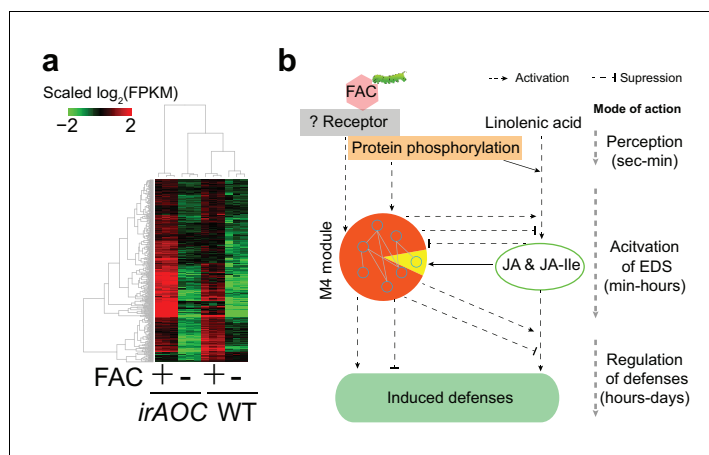 a
Scaled log2(FPKM)
−2 2
FAC + - + -
irAOC WT
b
Activation Supression
FAC
Mode of action
? Receptor
Linolenic acid
Protein phosphorylation
Perception
(sec-min)
M4 module
JA & JA-Ile
Acitvation
of EDS
(min-hours)
Regulation
of defenses
(hours-days)
Induced defenses